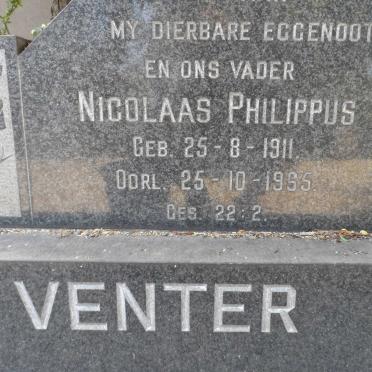 MY DIERBARE EGGENOOT
EN ONS VADER
NICOLAAS PHILIPPUS
GEB. 25-8-1911
OORL. 25-10-1965
GES. 22:2.
VENTER